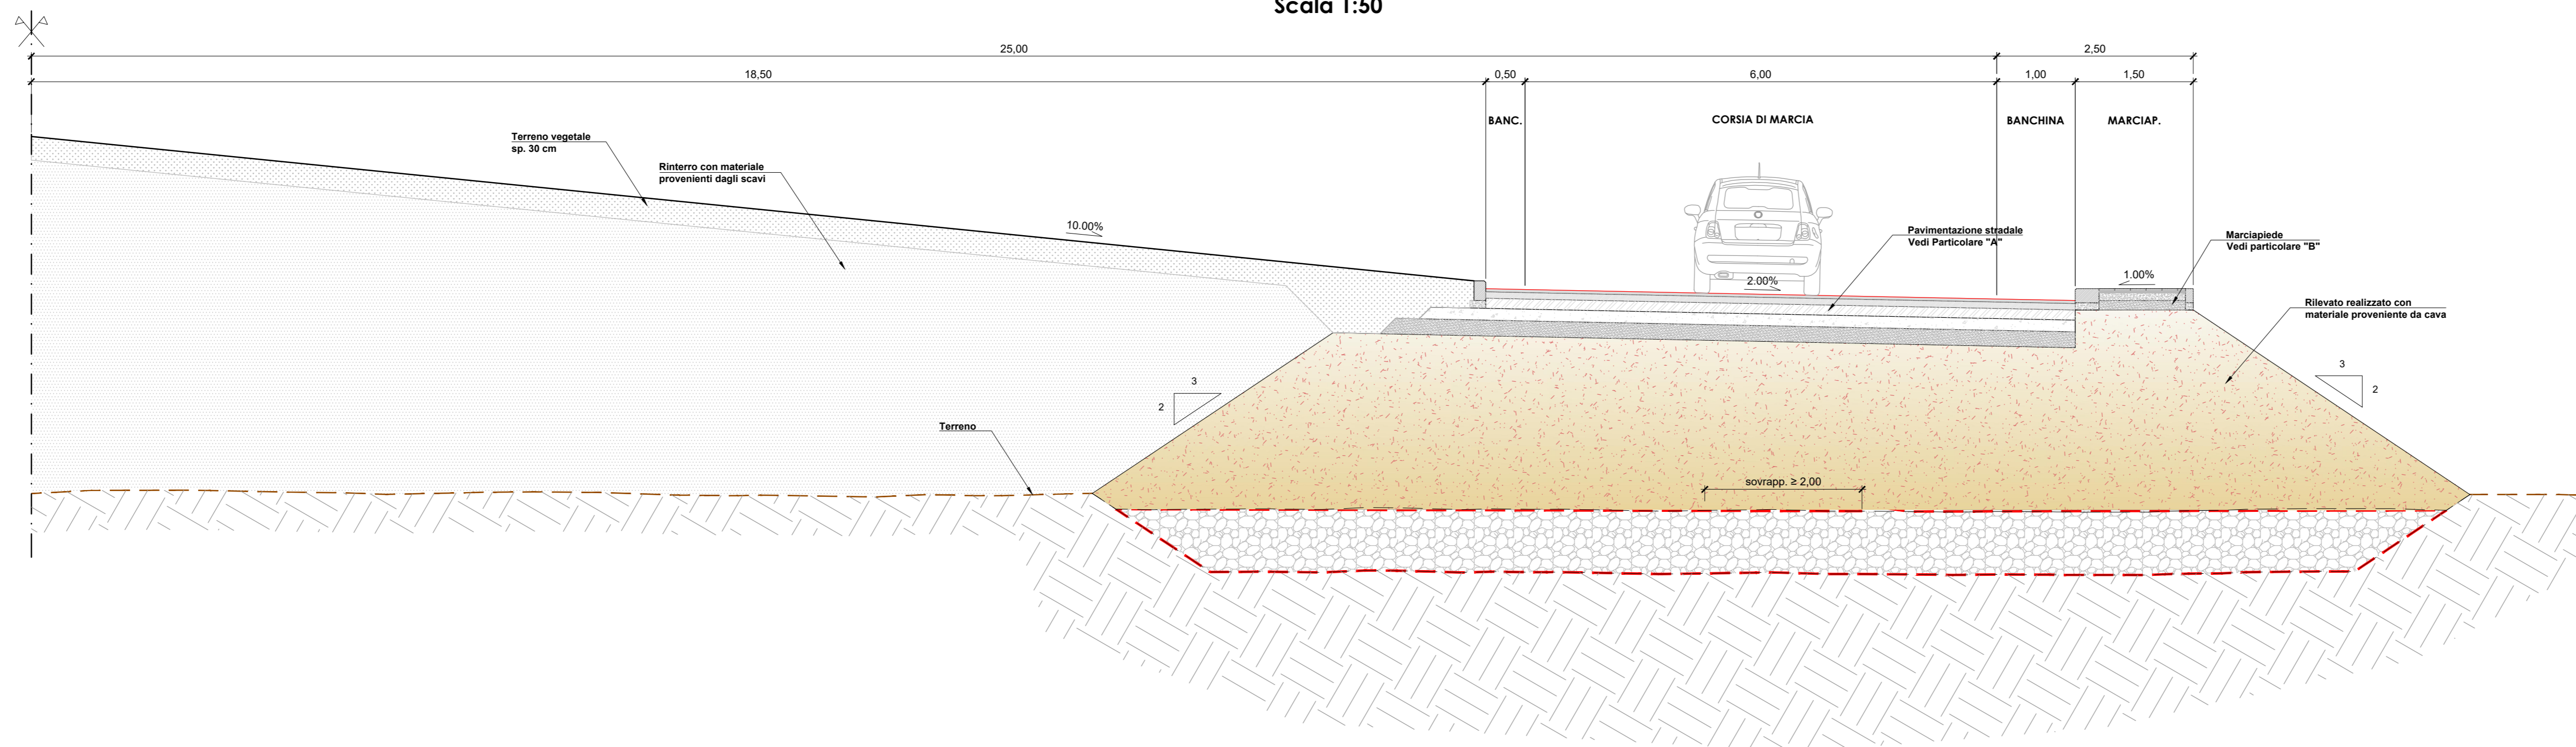 Scala 1:50
25,00
2,50
18,50
0,50
6,00
1,00
1,50
BANC.
CORSIA DI MARCIA
BANCHINA
MARCIAP.
Terreno vegetale
sp. 30 cm
Rinterro con materiale
provenienti dagli scavi
10.00%
Pavimentazione stradale
Vedi Particolare "A"
Marciapiede
Vedi particolare "B"
2.00%
1.00%
Rilevato realizzato con
materiale proveniente da cava
3
2
3
2
Terreno
sovrapp. ≥ 2,00